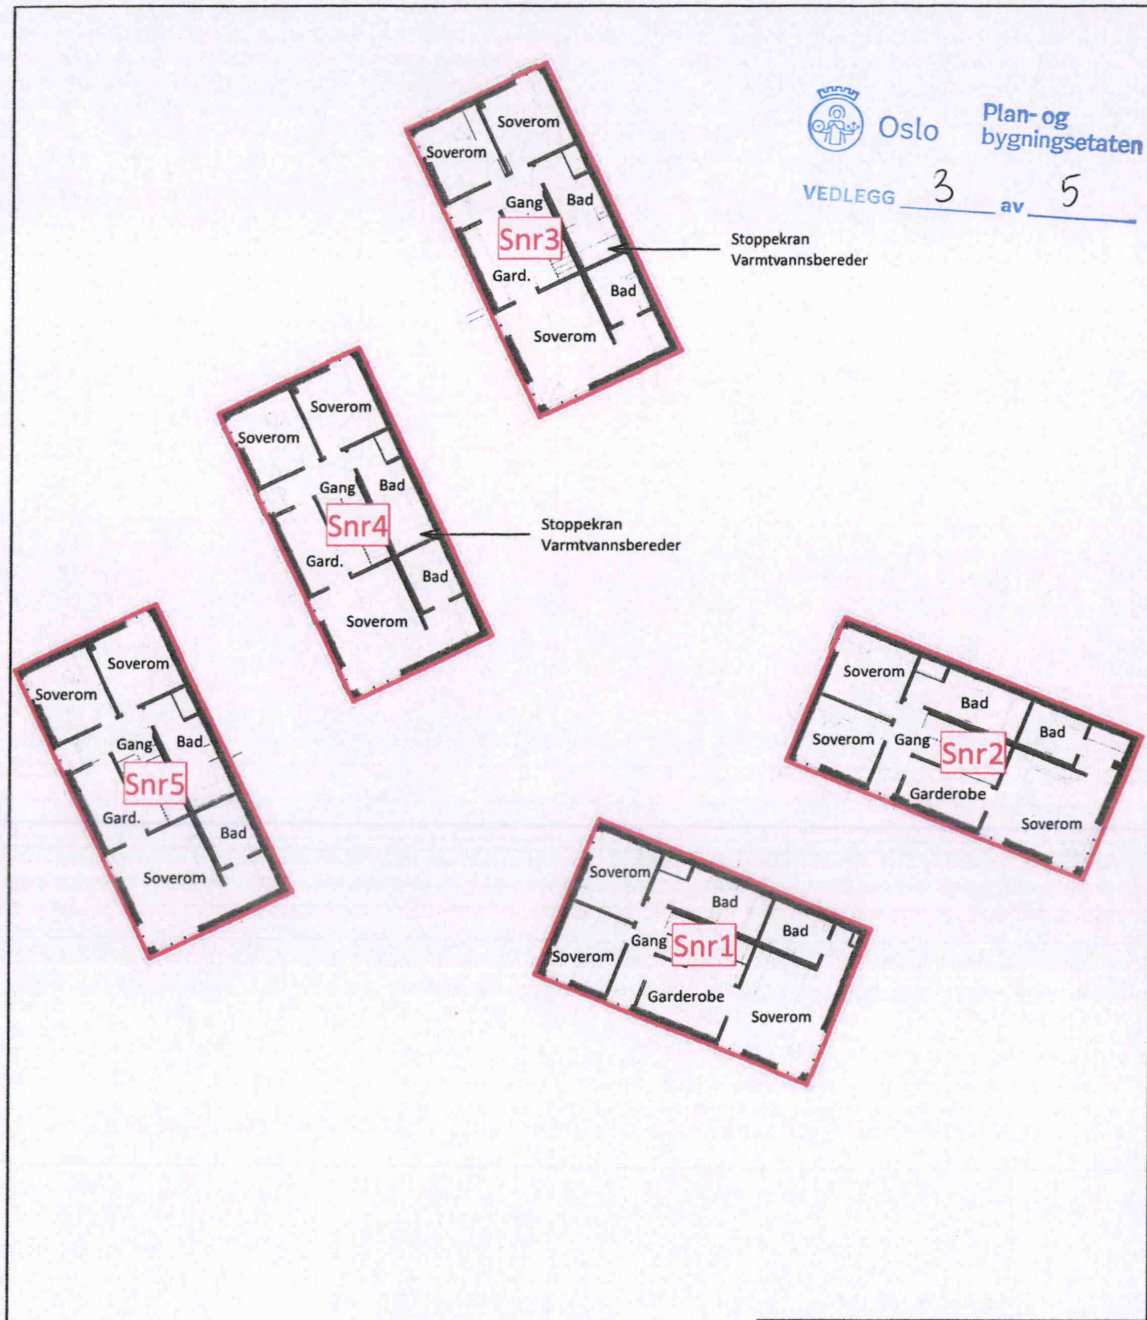 Oslo
Plan- og
bygningsetaten
VEDLEGG 3 av 5
Soverom
Soverom
Gang
Bad
Snr3
Gard.
Bad
Soverom
Stoppekran
Varmtvannsbereder
Soverom
Soverom
Gang
Bad
Snr4
Gard.
Bad
Soverom
Stoppekran
Varmtvannsbereder
Soverom
Soverom
Gang
Bad
Snr5
Gard.
Bad
Soverom
Soverom
Bad
Bad
Soverom
Gang
Snr2
Garderobe
Soverom
Soverom
Bad
Bad
Gang
Snr1
Soverom
Garderobe
Soverom